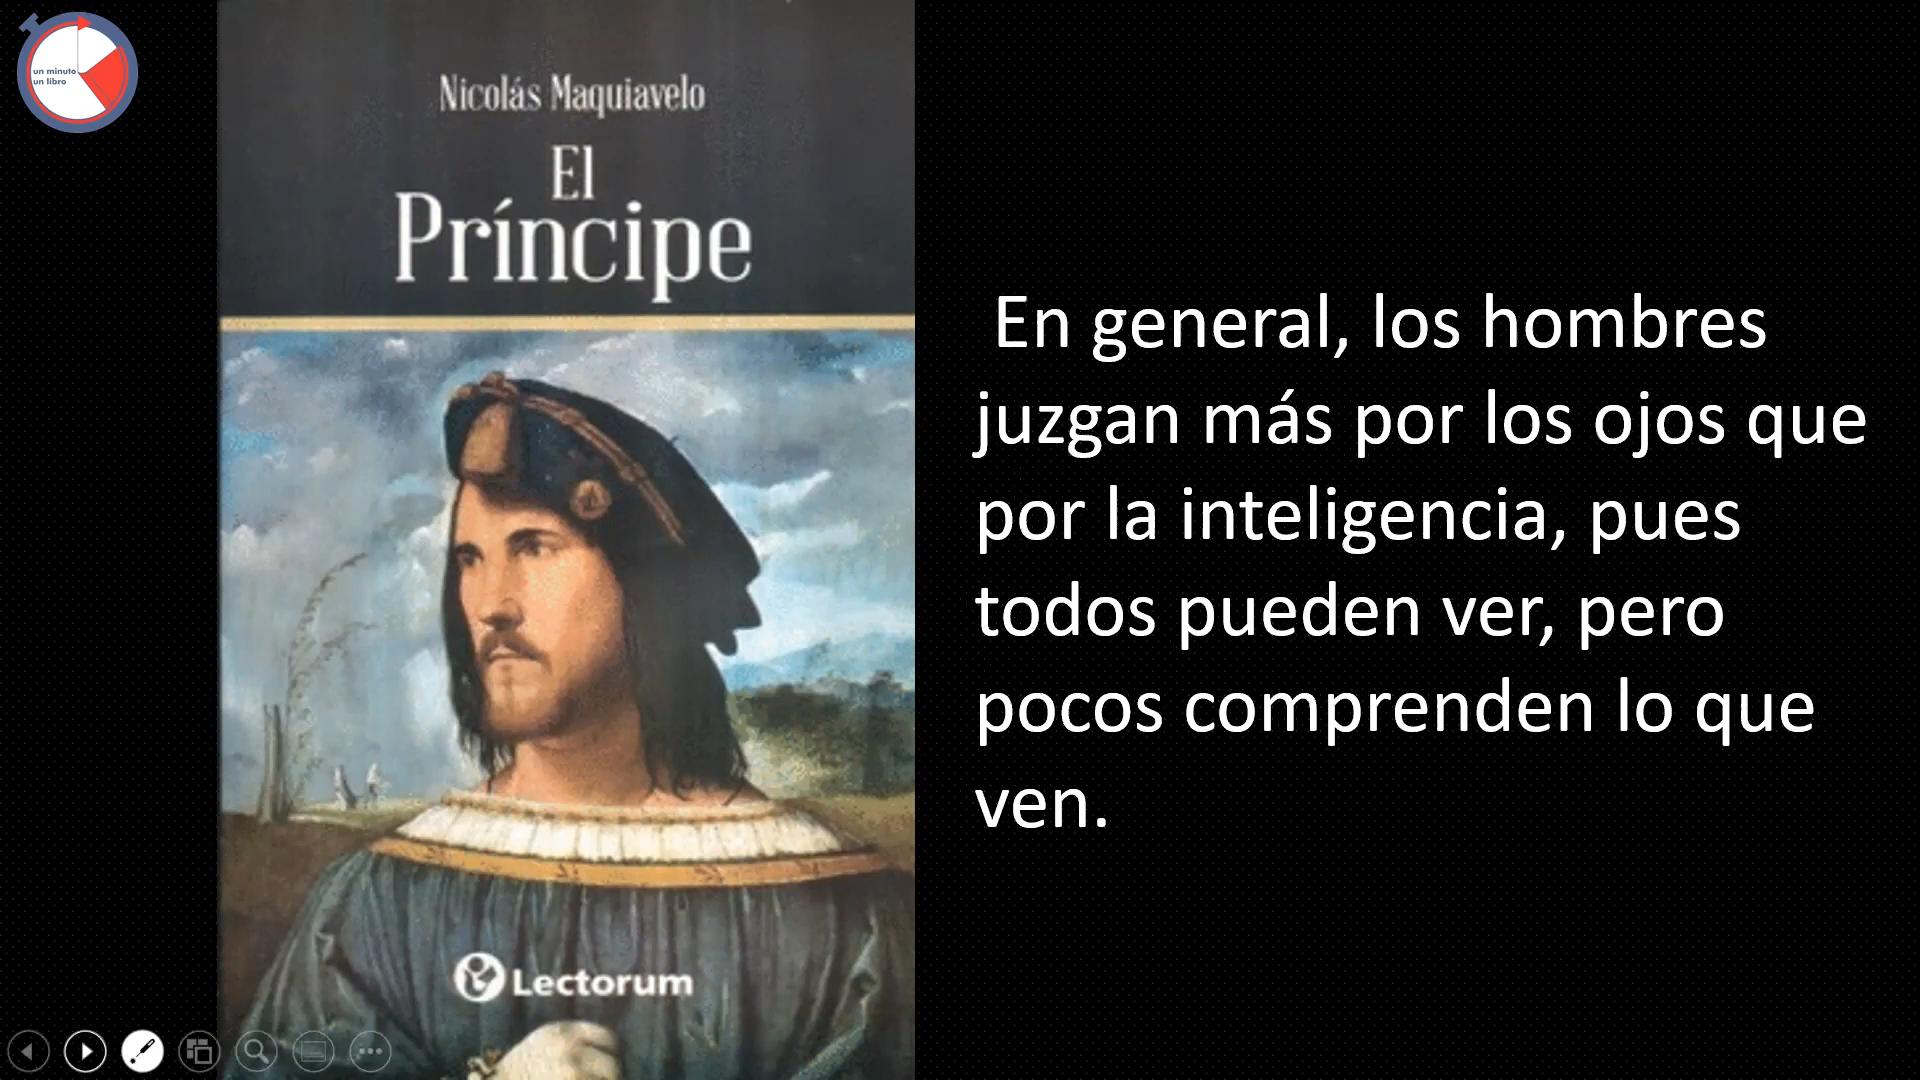 un minuto
un libro
Nicolás Maquiavelo
El
Príncipe
Lectorum
En general, los hombres
juzgan más por los ojos que
por la inteligencia, pues
todos pueden ver, pero
pocos comprenden lo que
ven.